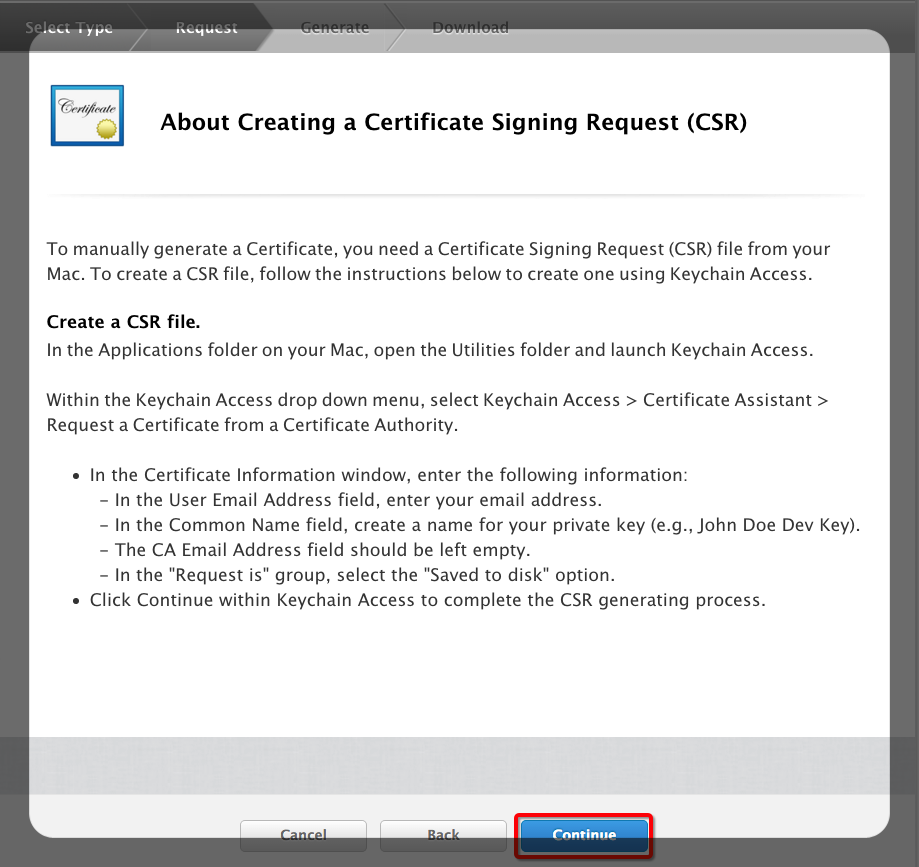 Select Type
Request
Generate
Download
Certificate
About Creating a Certificate Signing Request (CSR)
To manually generate a Certificate, you need a Certificate Signing Request (CSR) file from your
Mac. To create a CSR file, follow the instructions below to create one using Keychain Access.
Create a CSR file.
In the Applications folder on your Mac, open the Utilities folder and launch Keychain Access.
Within the Keychain Access drop down menu, select Keychain Access > Certificate Assistant >
Request a Certificate from a Certificate Authority.
• In the Certificate Information window, enter the following information:
– In the User Email Address field, enter your email address.
– In the Common Name field, create a name for your private key (e.g., John Doe Dev Key).
– The CA Email Address field should be left empty.
– In the "Request is" group, select the "Saved to disk" option.
• Click Continue within Keychain Access to complete the CSR generating process.
Cancel
Back
Continue